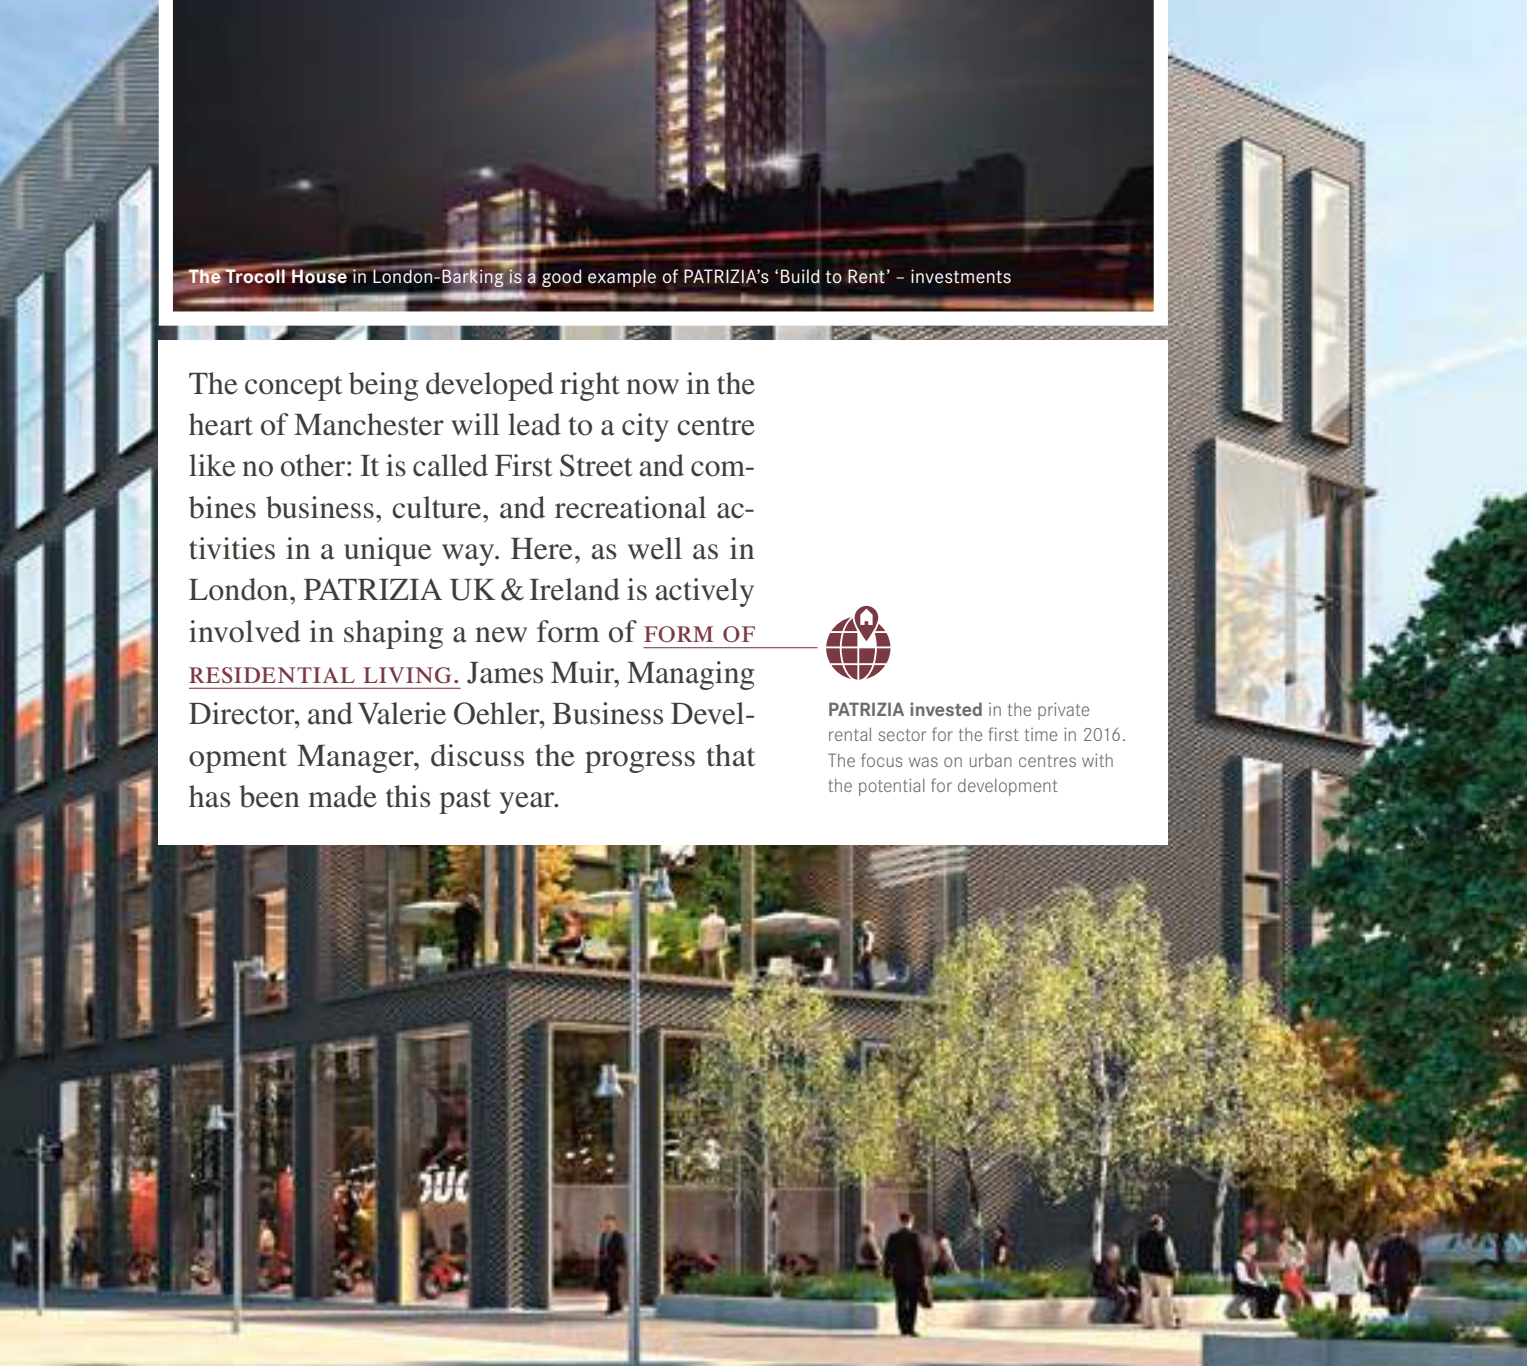 The Trocoll House in London-Barking is a good example of PATRIZIA’s ‘Build to Rent’ – investments
The concept being developed right now in the
heart of Manchester will lead to a city centre
like no other: It is called First Street and com-
bines business, culture, and recreational ac-
tivities in a unique way. Here, as well as in
London, PATRIZIA UK & Ireland is actively
involved in shaping a new form of FORM OF
RESIDENTIAL LIVING. James Muir, Managing
Director, and Valerie Oehler, Business Devel-
opment Manager, discuss the progress that
has been made this past year.
PATRIZIA invested in the private
rental sector for the first time in 2016.
The focus was on urban centres with
the potential for development